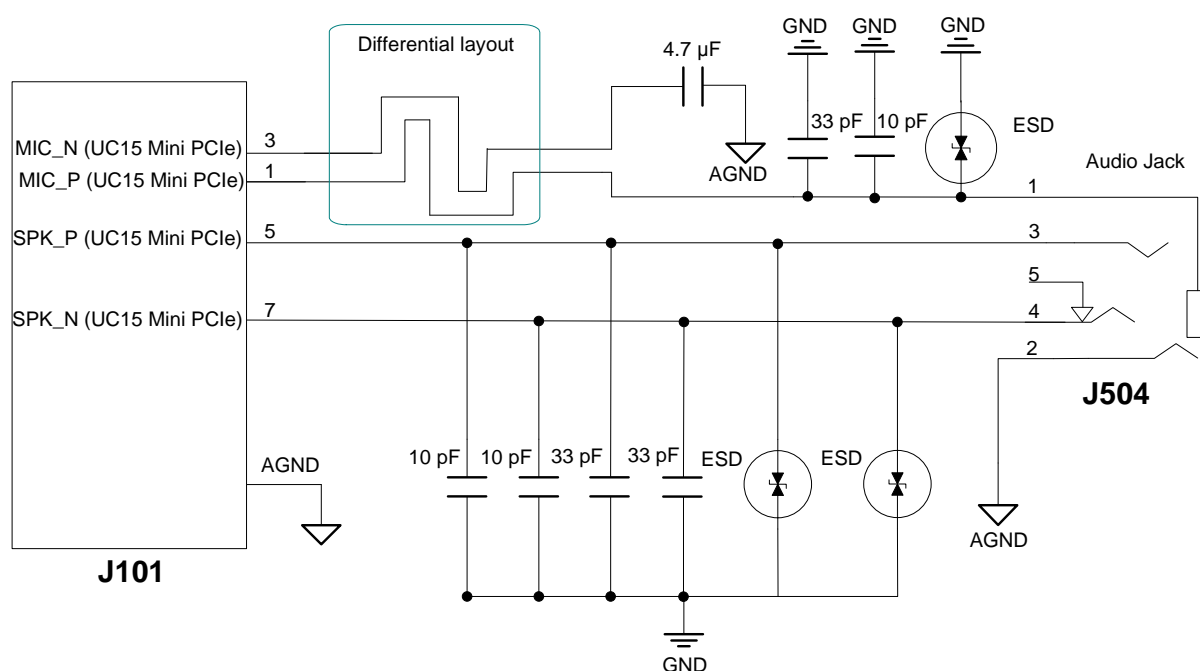 GND
GND
GND
Differential layout
4.7 µF
33 pF
10 pF
ESD
MIC_N (UC15 Mini PCIe)
3
AGND
Audio Jack
MIC_P (UC15 Mini PCIe)
1
1
SPK_P (UC15 Mini PCIe)
5
3
5
SPK_N (UC15 Mini PCIe)
7
4
2
J504
10 pF
10 pF
33 pF
33 pF
ESD
ESD
AGND
AGND
J101
GND